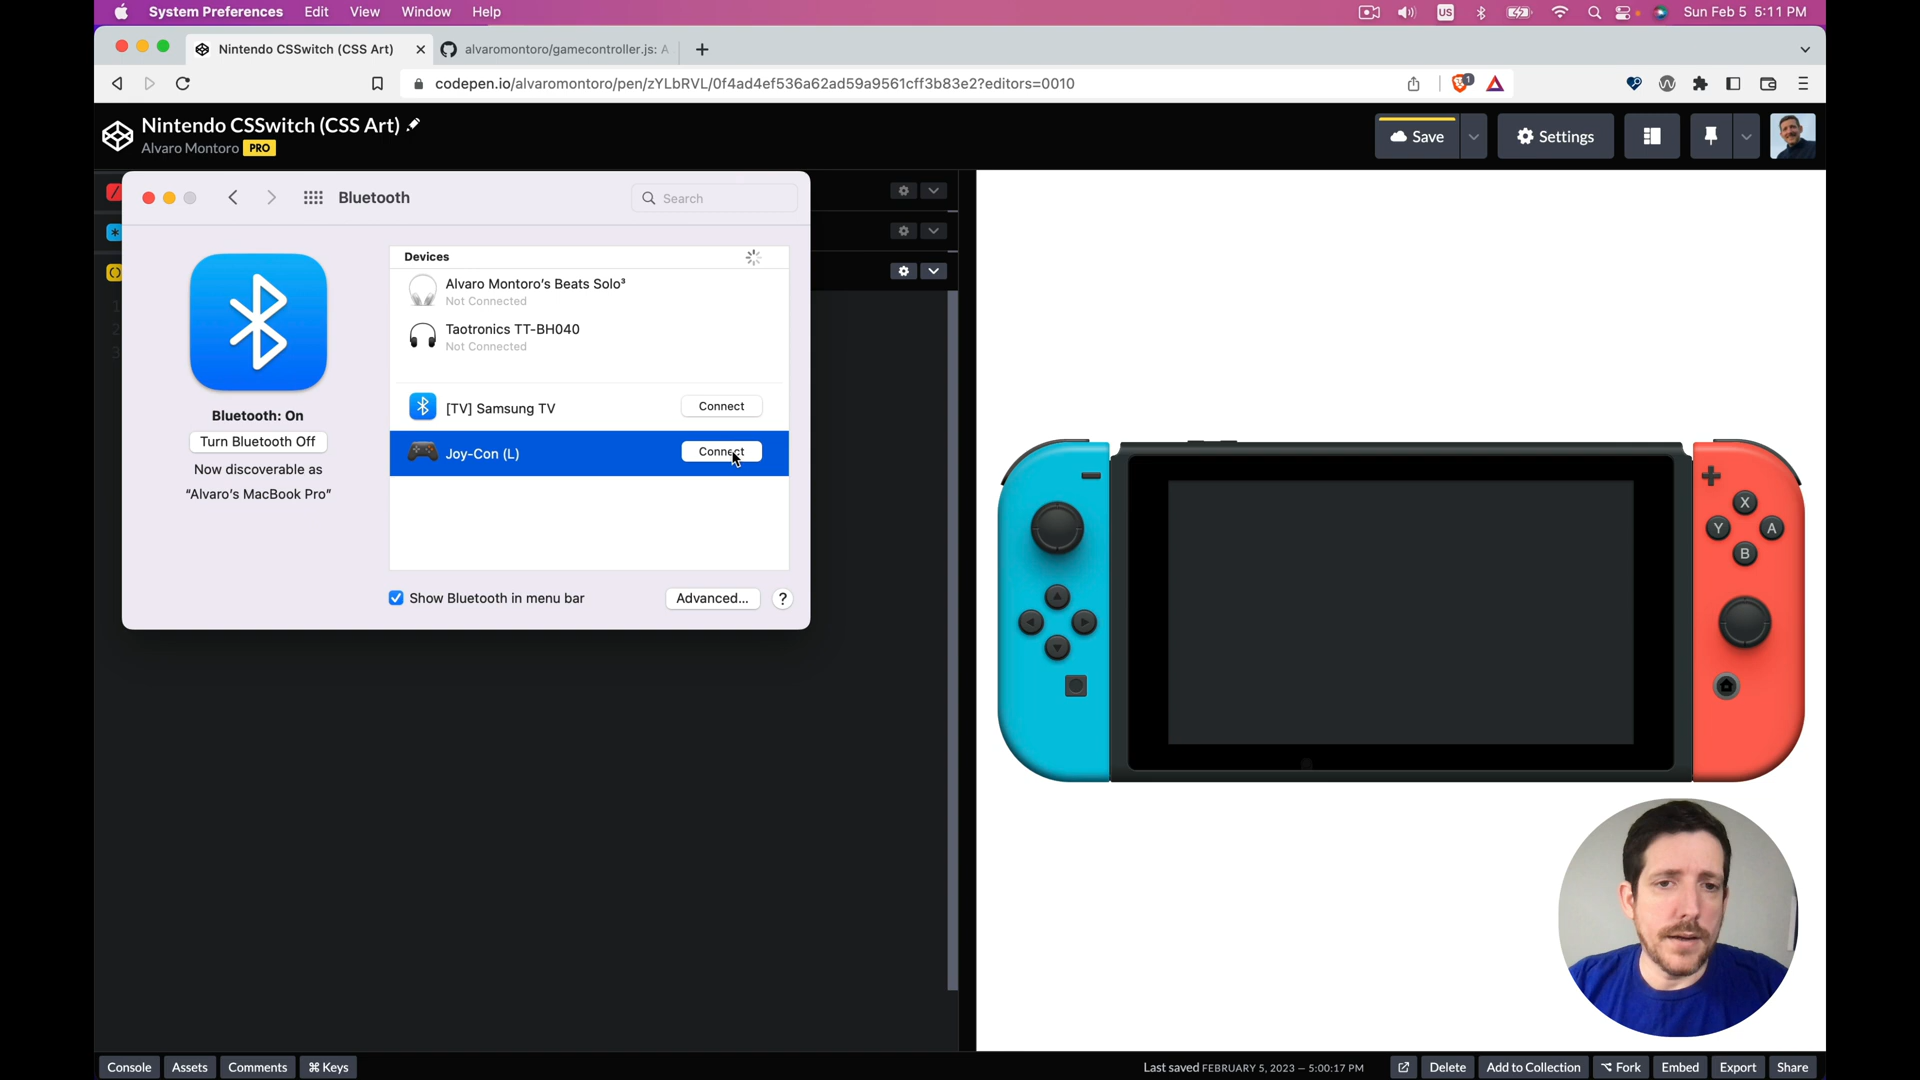 System Preferences Edit View Window Help US Sun Feb 5 5:11 PM
Nintendo CSSwitch (CSS Art) alvaromontoro/gamecontroller.js: A
codepen.io/alvaromontoro/pen/zYLbRVL/0f4ad4ef536a62ad59a9561cff3b83e2?editors=0010 1
Nintendo CSSwitch (CSS Art)
Alvaro Montoro PRO
Save Settings
Bluetooth
Search
Devices
Alvaro Montoro's Beats Solo³
Not Connected
Taotronics TT-BH040
Not Connected
[TV] Samsung TV Connect
Joy-Con (L) Connect
Bluetooth: On
Turn Bluetooth Off
Now discoverable as
“Alvaro's MacBook Pro”
Show Bluetooth in menu bar Advanced... ?
1
2
3
X
Y A
B
Console Assets Comments ⌘ Keys Last saved FEBRUARY 5, 2023 — 5:00:17 PM Delete Add to Collection Fork Embed Export Share